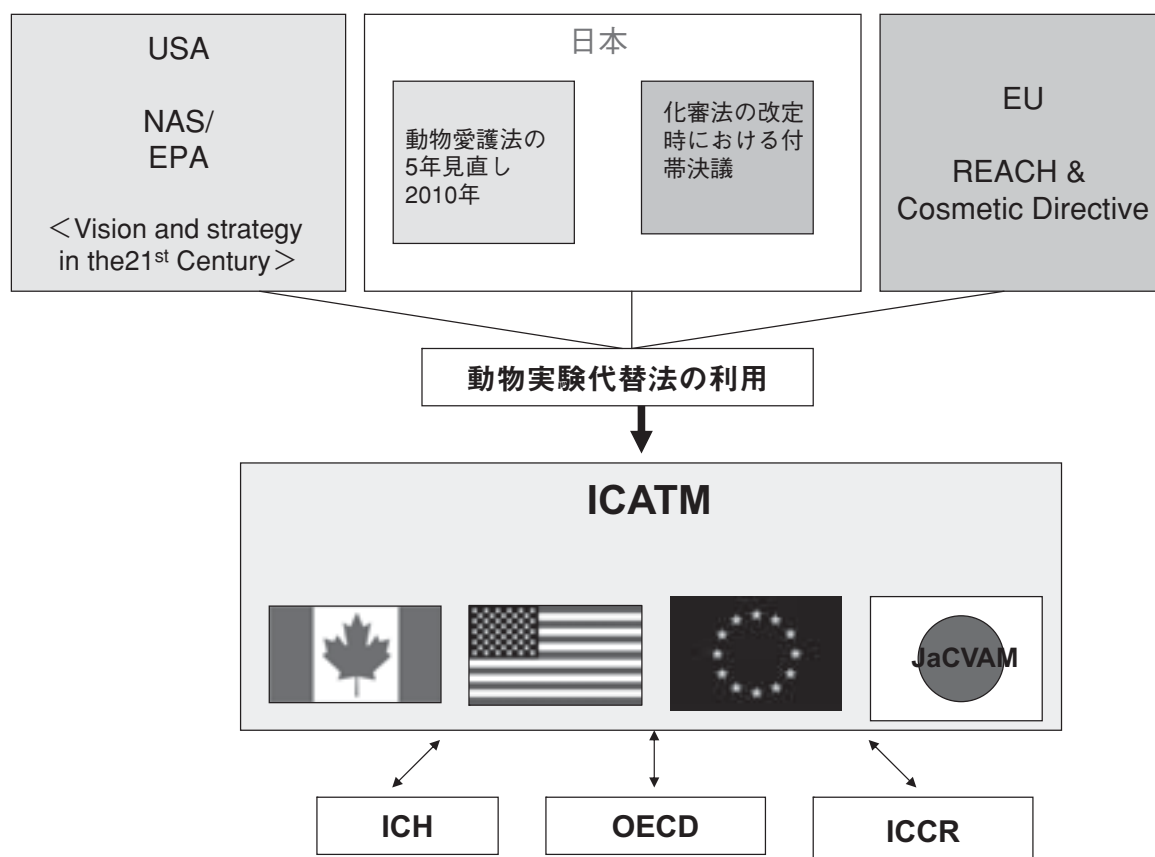 USA
NAS/
EPA
＜Vision and strategy
in the21st Century＞
日本
動物愛護法の
5年見直し
2010年
化審法の改定
時における付
帯決議
EU
REACH &
Cosmetic Directive
動物実験代替法の利用
ICATM
JaCVAM
ICH
OECD
ICCR